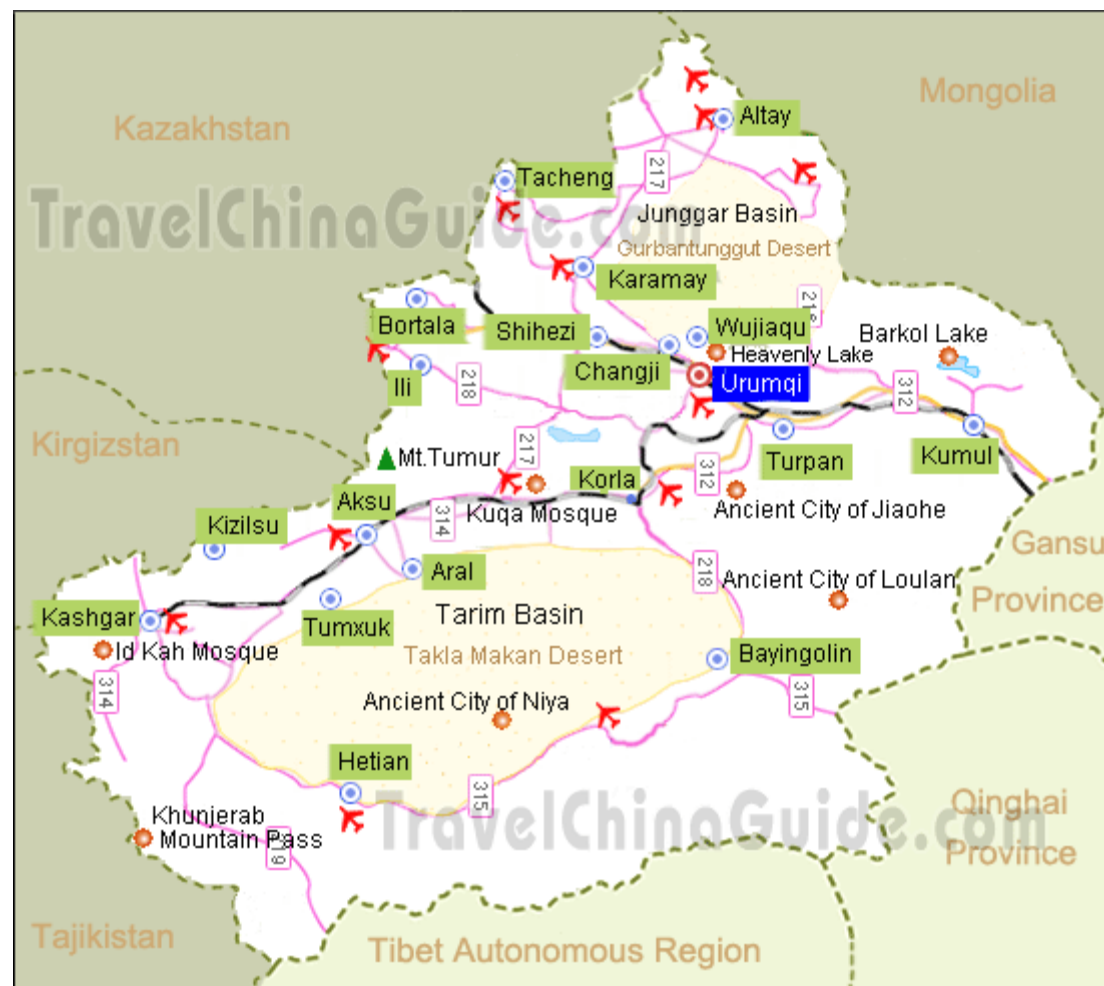 Mongolia
Kazakhstan
Altay
Tacheng
217
TravelChinaGuide.com
Junggar Basin
Gurbantunggut Desert
Karamay
Bortala
Shihezi
Wujiaqu
Barkol Lake
Heavenly Lake
Changji
Ili
218
Urumqi
312
Kirgizstan
217
Mt.Tumur
Korla
312
Turpan
Kumul
Aksu
314
Kuqa Mosque
Ancient City of Jiaohe
Kizilsu
Gansu
Province
Aral
218
Ancient City of Loulan
Kashgar
Tumxuk
Tarim Basin
Id Kah Mosque
Takla Makan Desert
Bayingolin
314
315
Ancient City of Niya
Hetian
315
TravelChinaGuide.com
Qinghai
Province
Khunjerab
Mountain Pass
Tajikistan
Tibet Autonomous Region